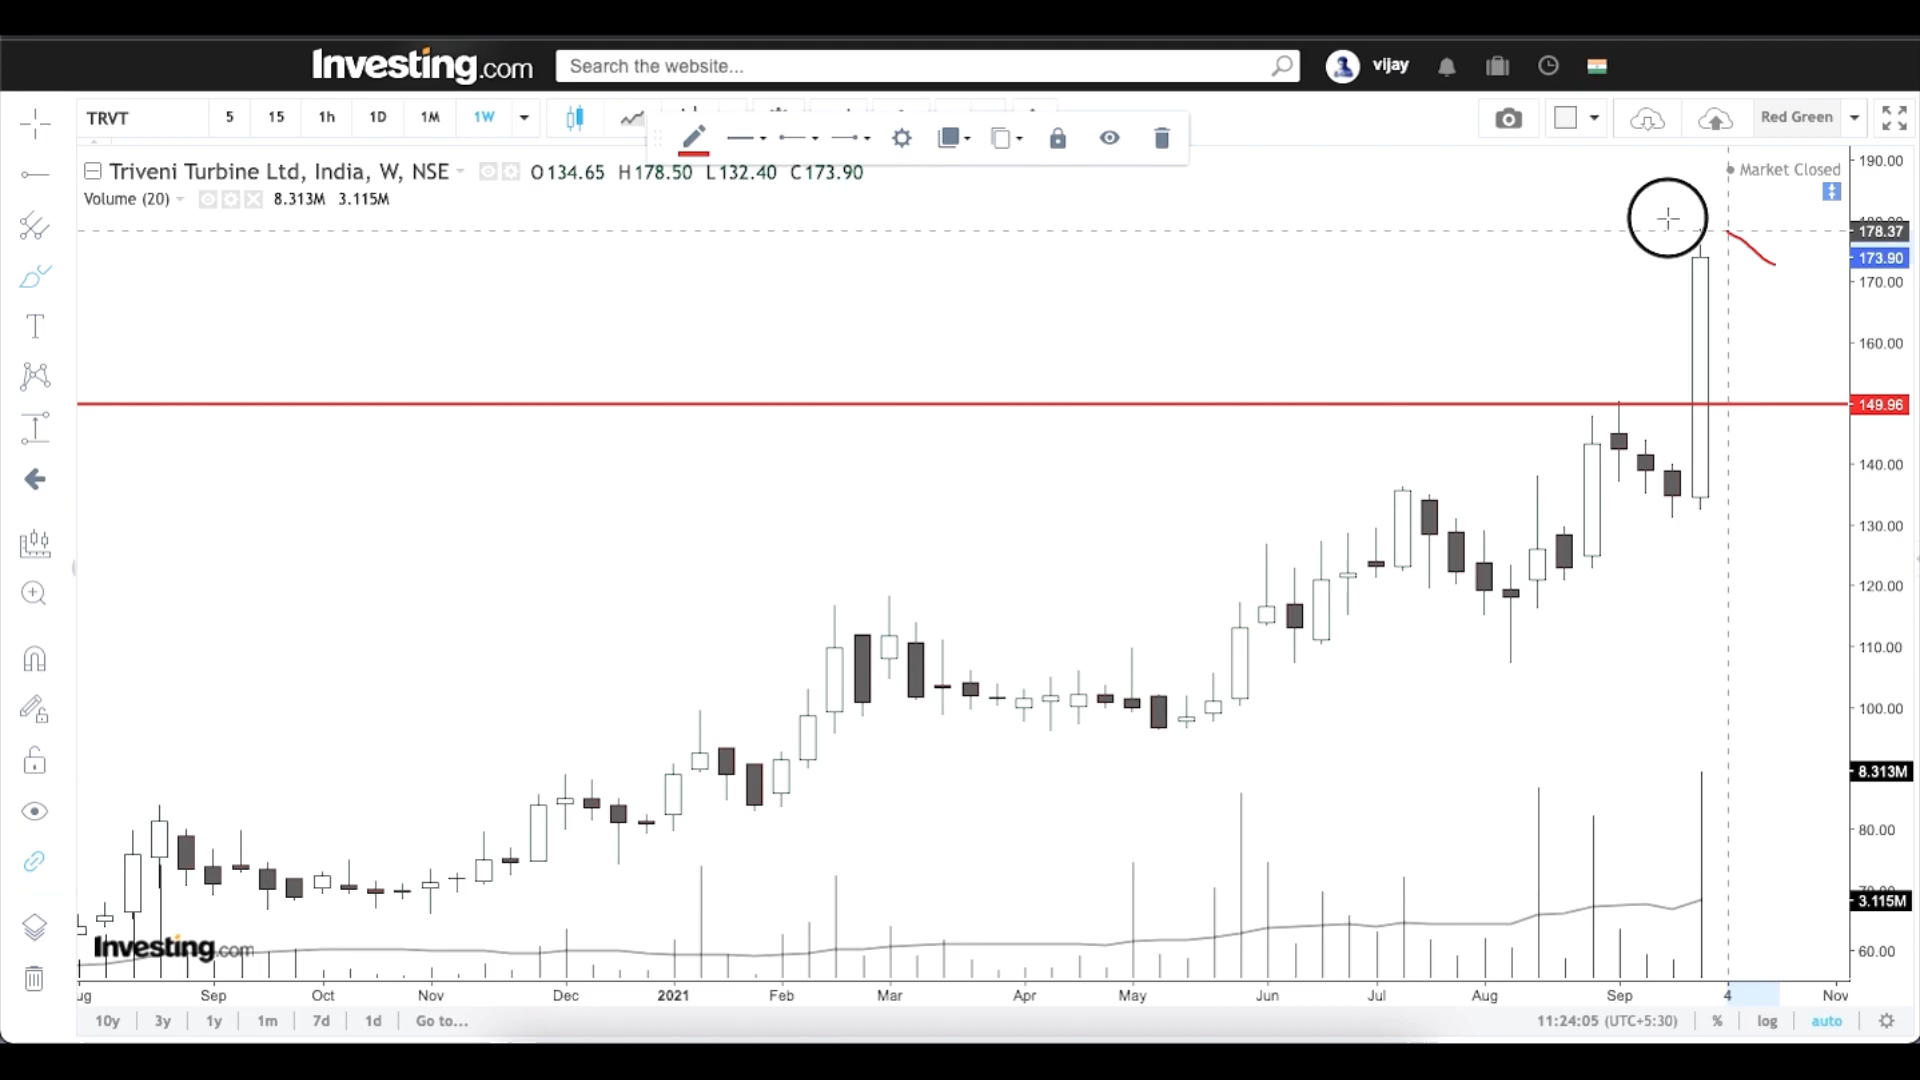 Investing.com
Search the website...
vijay
TRVT
5
15
1h
1D
1M
1W
Red Green
Triveni Turbine Ltd, India, W, NSE
O134.65 H178.50 L132.40 C173.90
Market Closed
Volume (20)
8.313M 3.115M
190.00
178.37
173.90
170.00
160.00
149.96
140.00
130.00
120.00
110.00
100.00
8.313M
80.00
3.115M
60.00
Investing.com
Sep
Oct
Nov
Dec
2021
Feb
Mar
Apr
May
Jun
Jul
Aug
Sep
4
Nov
10y
3y
1y
1m
7d
1d
Go to...
11:24:05 (UTC+5:30)
%
log
auto